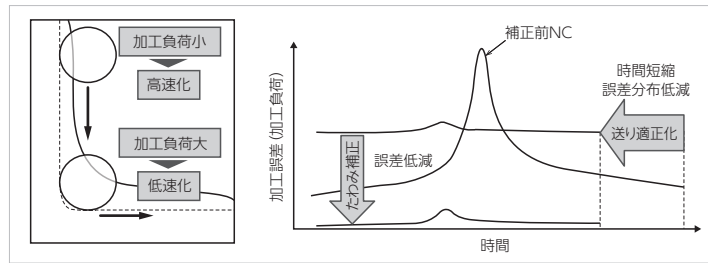 加工負荷小
高速化
加工負荷大
低速化
補正前NC
時間短縮
誤差分布低減
送り適正化
加工誤差(加工負荷)
たわみ補正
誤差低減
時間